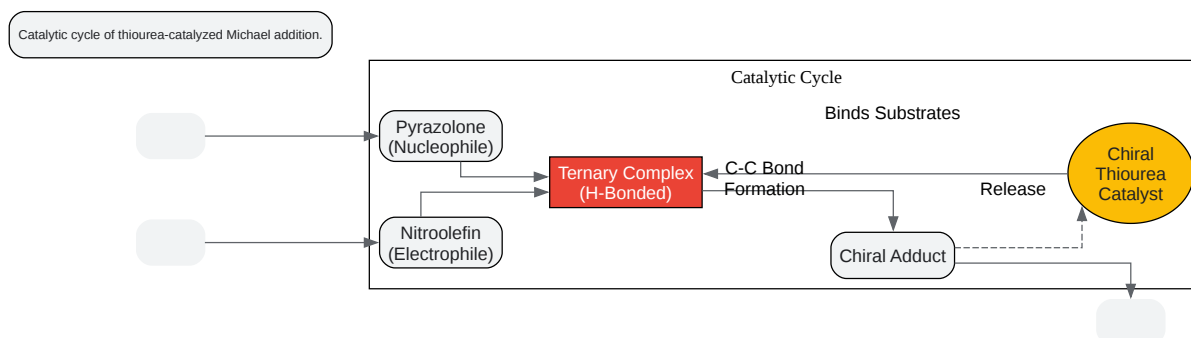 Catalytic cycle of thiourea-catalyzed Michael addition.
Catalytic Cycle
Binds Substrates
Pyrazolone
(Nucleophile)
Ternary Complex
(H-Bonded)
C-C Bond
Formation
Release
Chiral
Thiourea
Catalyst
Nitroolefin
(Electrophile)
Chiral Adduct